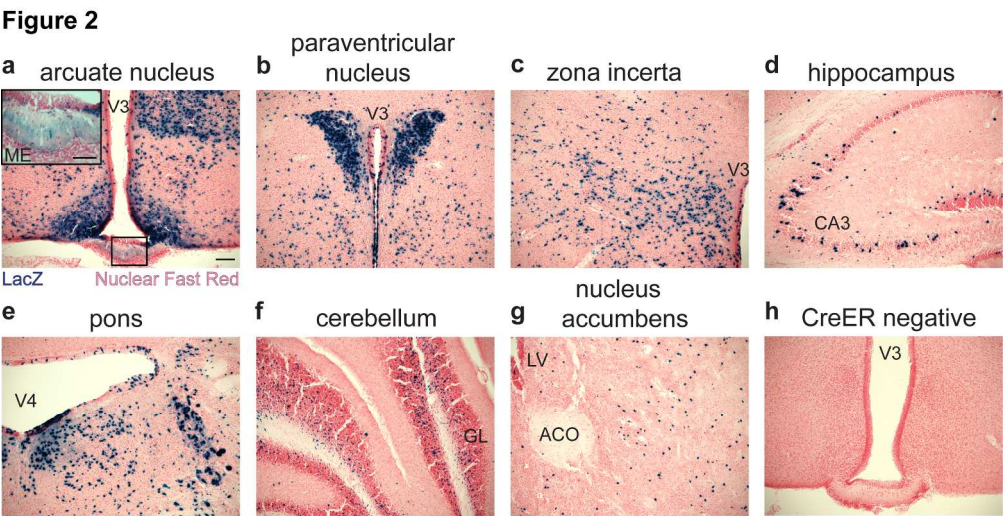 Figure 2
a arcuate nucleus
V3
ME
LacZ Nuclear Fast Red
b paraventricular
nucleus
V3
c zona incerta
V3
d hippocampus
CA3
e pons
V4
f cerebellum
GL
g nucleus
accumbens
LV
ACO
h CreER negative
V3